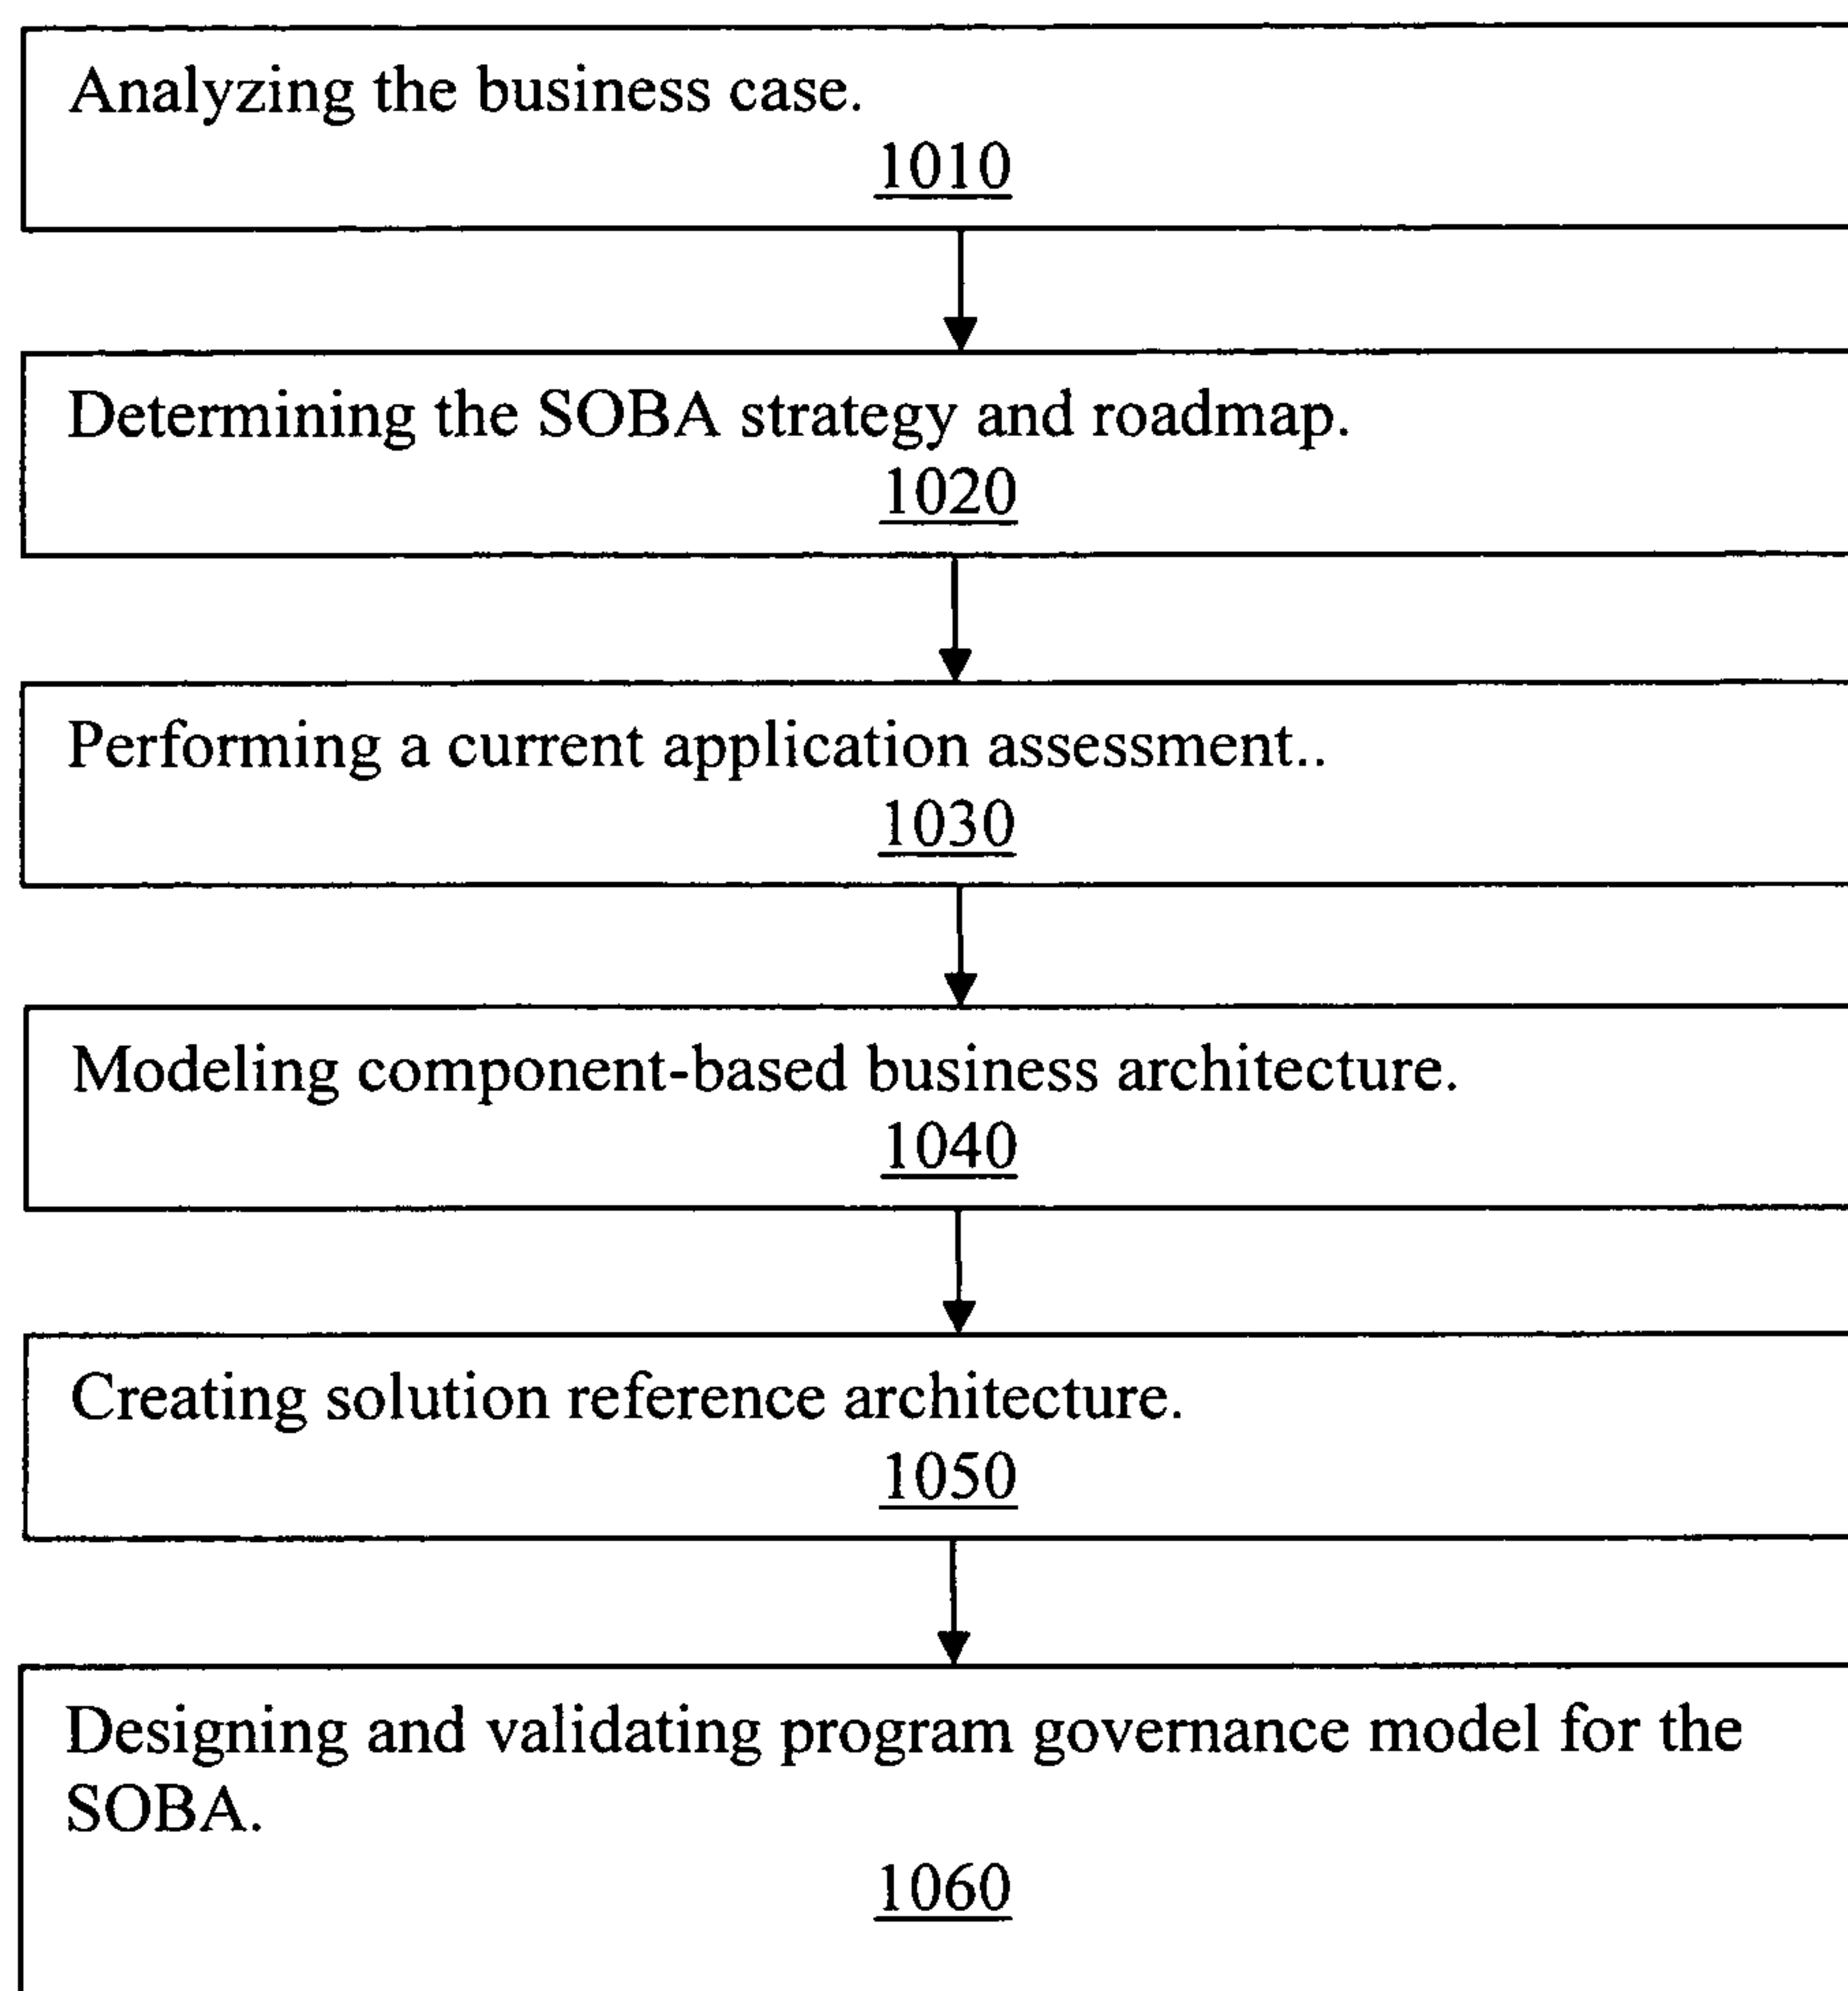 Analyzing the business case.
1010
Determining the SOBA strategy and roadmap.
1020
Performing a current application assessment..
1030
Modeling component-based business architecture.
1040
Creating solution reference architecture.
1050
Designing and validating program governance model for the
SOBA.
1060